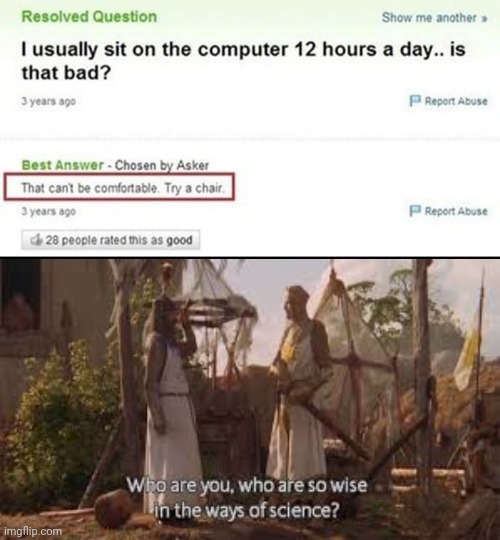 Resolved Question
Show me another »
I usually sit on the computer 12 hours a day.. is
that bad?
3 years ago
Report Abuse
Best Answer - Chosen by Asker
That can't be comfortable. Try a chair.
3 years ago
Report Abuse
28 people rated this as good
Who are you, who are so wise
in the ways of science?
imgflip.com